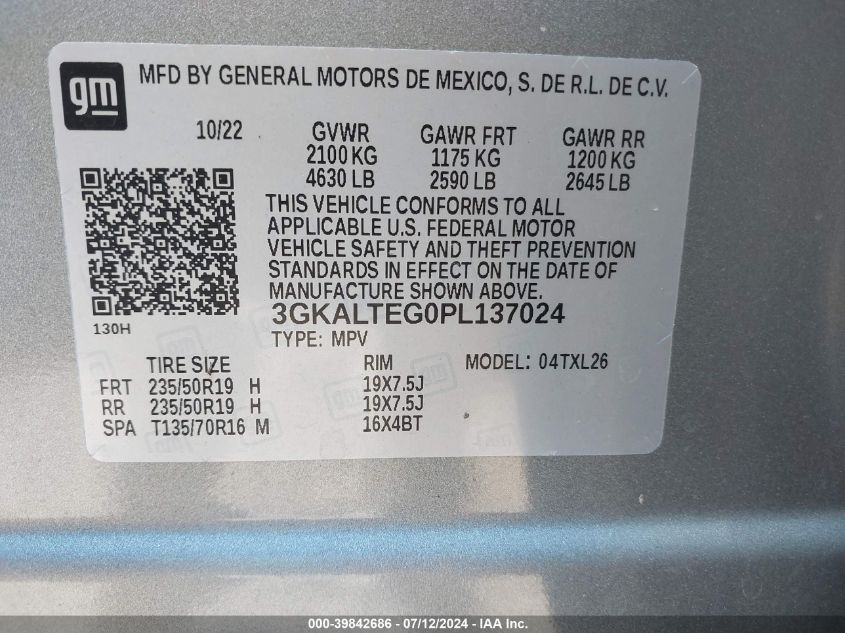 gm
MFD BY GENERAL MOTORS DE MEXICO, S. DE R.L. DE C.V.
10/22 GVWR GAWR FRT GAWR RR
2100 KG 1175 KG 1200 KG
4630 LB 2590 LB 2645 LB
THIS VEHICLE CONFORMS TO ALL
APPLICABLE U.S. FEDERAL MOTOR
VEHICLE SAFETY AND THEFT PREVENTION
STANDARDS IN EFFECT ON THE DATE OF
MANUFACTURE SHOWN ABOVE.
3GKALTEG0PL137024
130H
TYPE: MPV
TIRE SIZE RIM MODEL: 04TXL26
FRT 235/50R19 H 19X7.5J
RR 235/50R19 H 19X7.5J
SPA T135/70R16 M 16X4BT
000-39842686 - 07/12/2024 - IAA Inc.